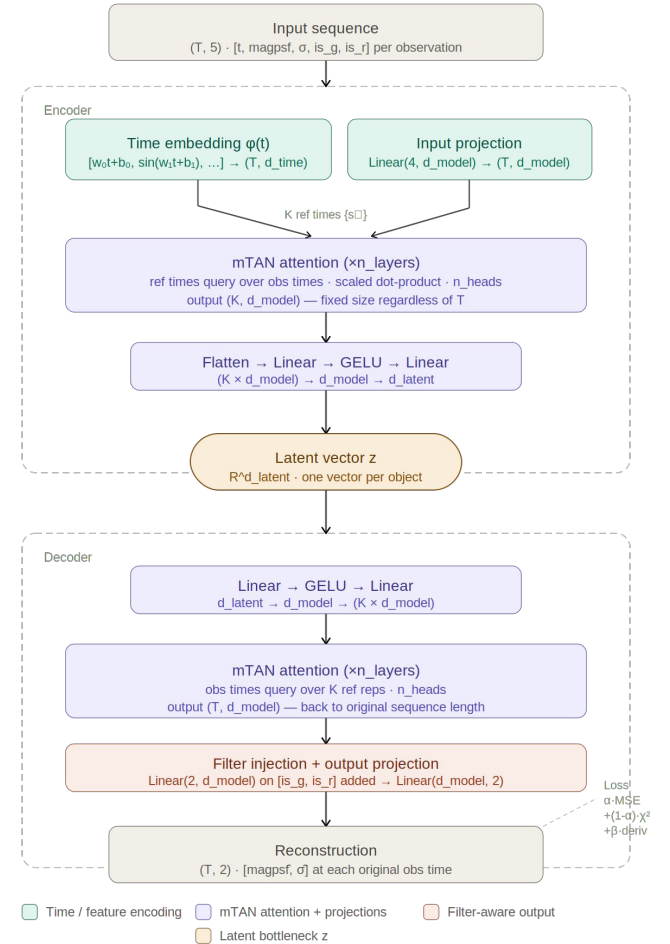 Input sequence
(T, 5) · [t, magpsf, σ, is_g, is_r] per observation
Encoder
Time embedding φ(t)
[w₀t+b₀, sin(w₁t+b₁), …] → (T, d_time)
Input projection
Linear(4, d_model) → (T, d_model)
K ref times {s▯}
mTAN attention (×n_layers)
ref times query over obs times · scaled dot-product · n_heads
output (K, d_model) — fixed size regardless of T
Flatten → Linear → GELU → Linear
(K × d_model) → d_model → d_latent
Latent vector z
R^d_latent · one vector per object
Decoder
Linear → GELU → Linear
d_latent → d_model → (K × d_model)
mTAN attention (×n_layers)
obs times query over K ref reps · n_heads
output (T, d_model) — back to original sequence length
Filter injection + output projection
Linear(2, d_model) on [is_g, is_r] added → Linear(d_model, 2)
Loss
α·MSE
+(1-α)·χ²
+β·deriv
Reconstruction
(T, 2) · [magpsf̂, σ̂] at each original obs time
Time / feature encoding
mTAN attention + projections
Filter-aware output
Latent bottleneck z